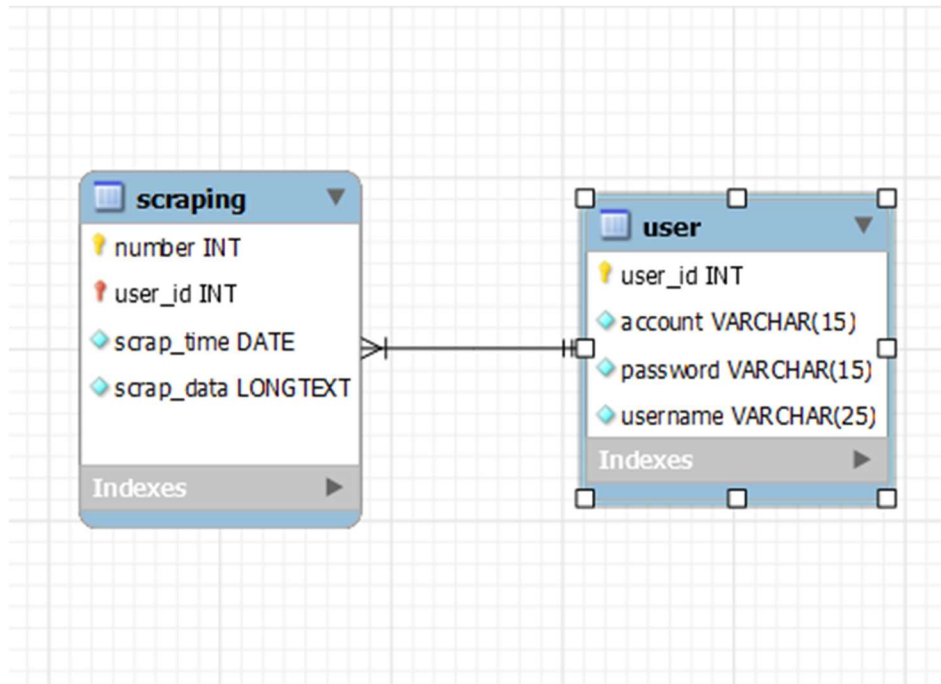 scraping
number INT
user_id INT
scrap_time DATE
scrap_data LONGTEXT
Indexes
user
user_id INT
account VARCHAR(15)
password VARCHAR(15)
username VARCHAR(25)
Indexes